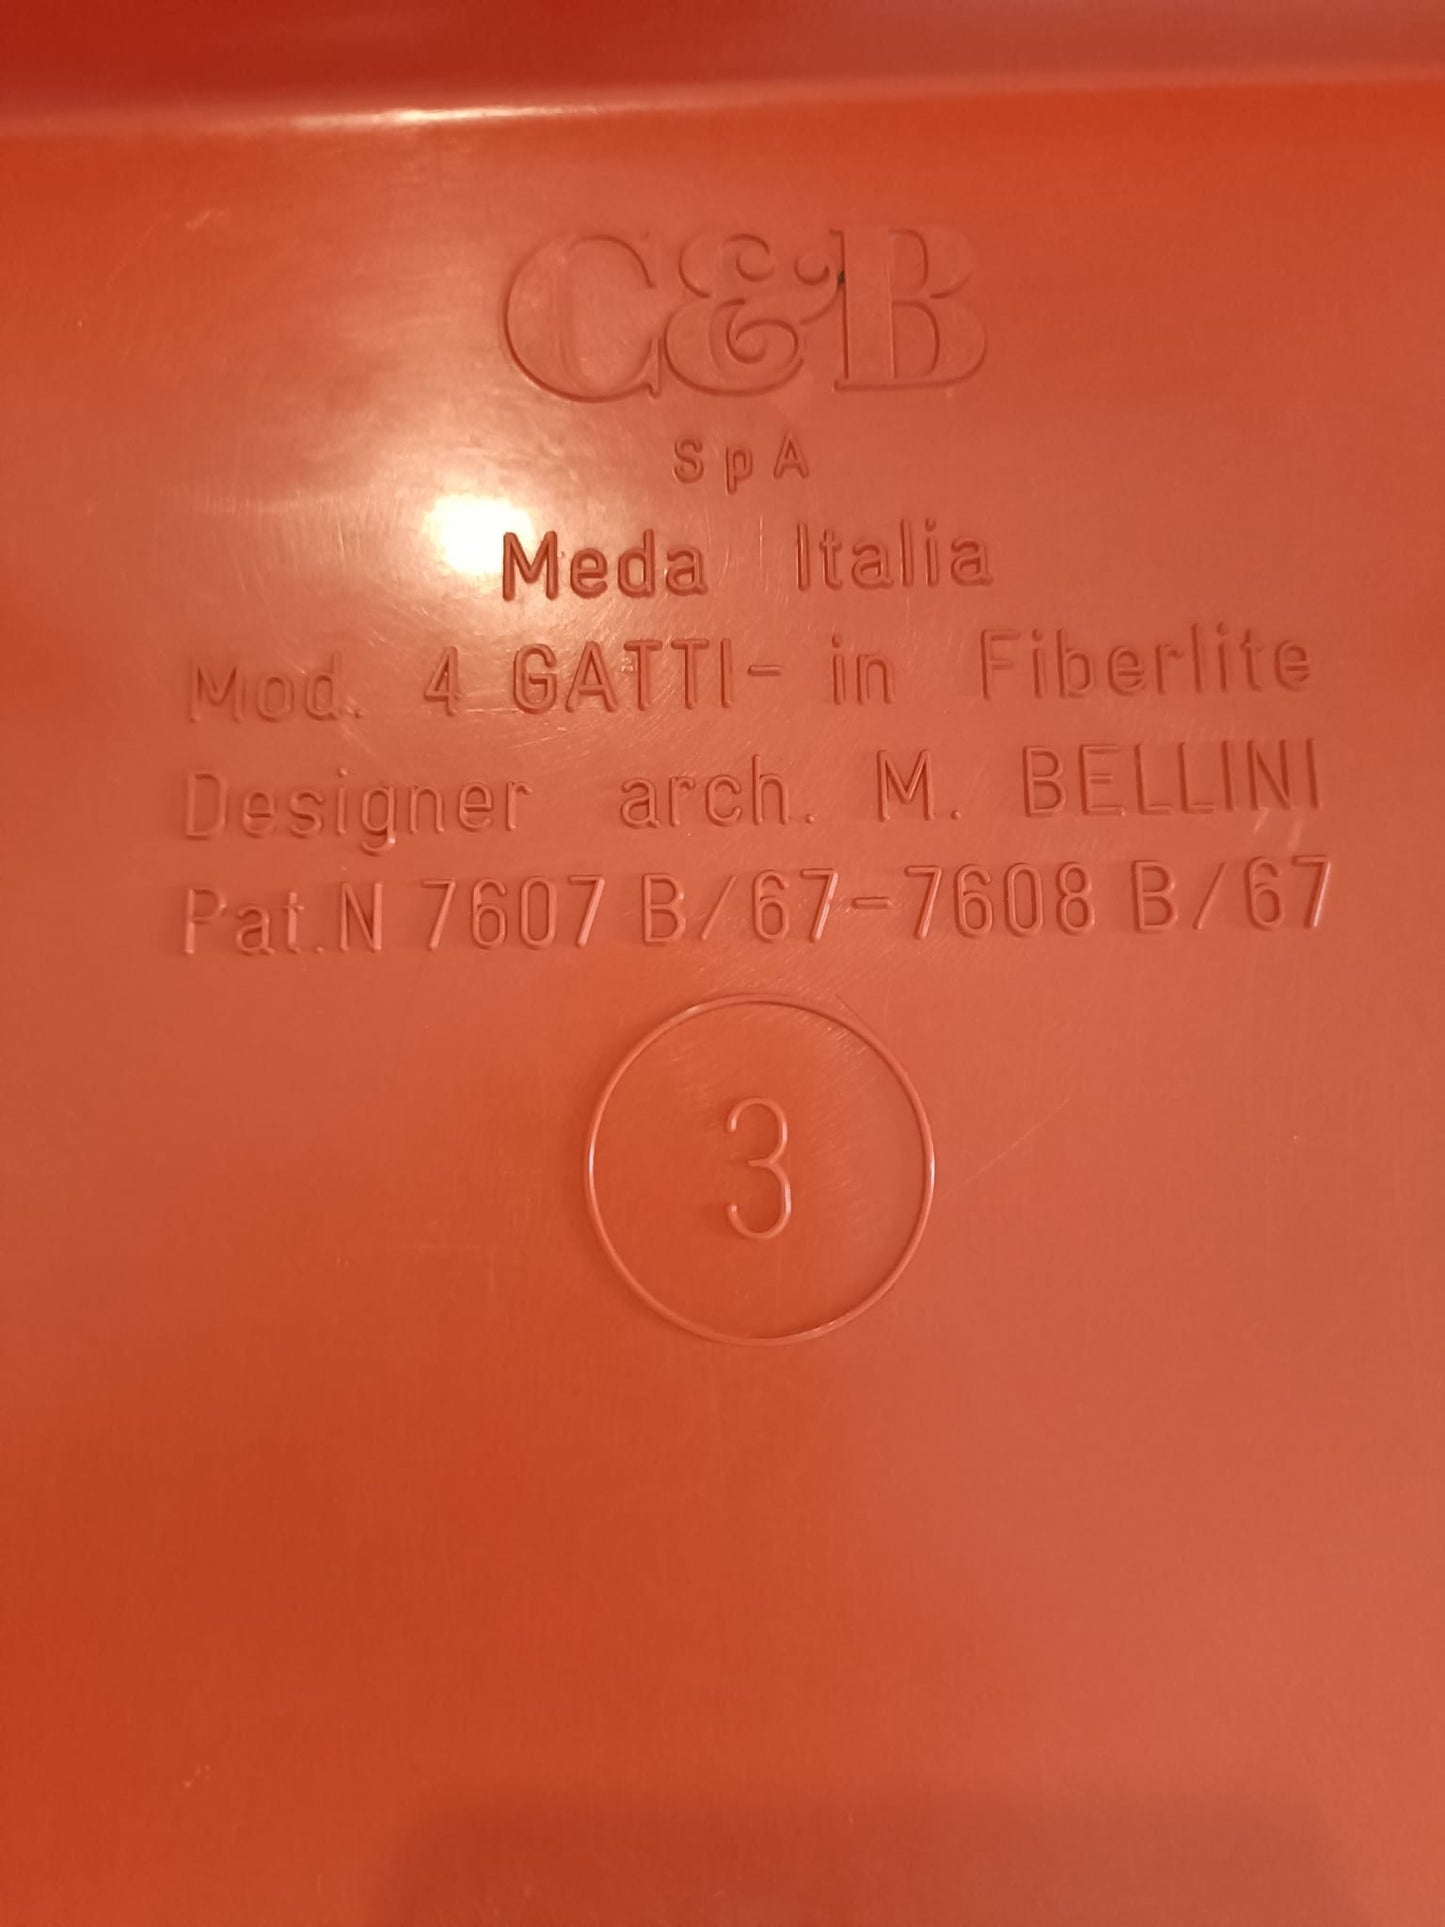 C&B
SpA
Meda Italia
Mod. 4 GATTI- in Fiberlite
Designer arch. M. BELLINI
Pat.N 7607 B/67-7608 B/67
3